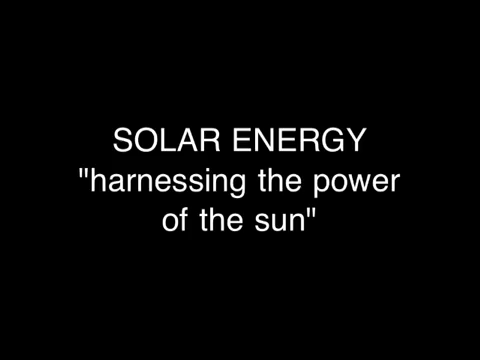 SOLAR ENERGY
"harnessing the power
of the sun"